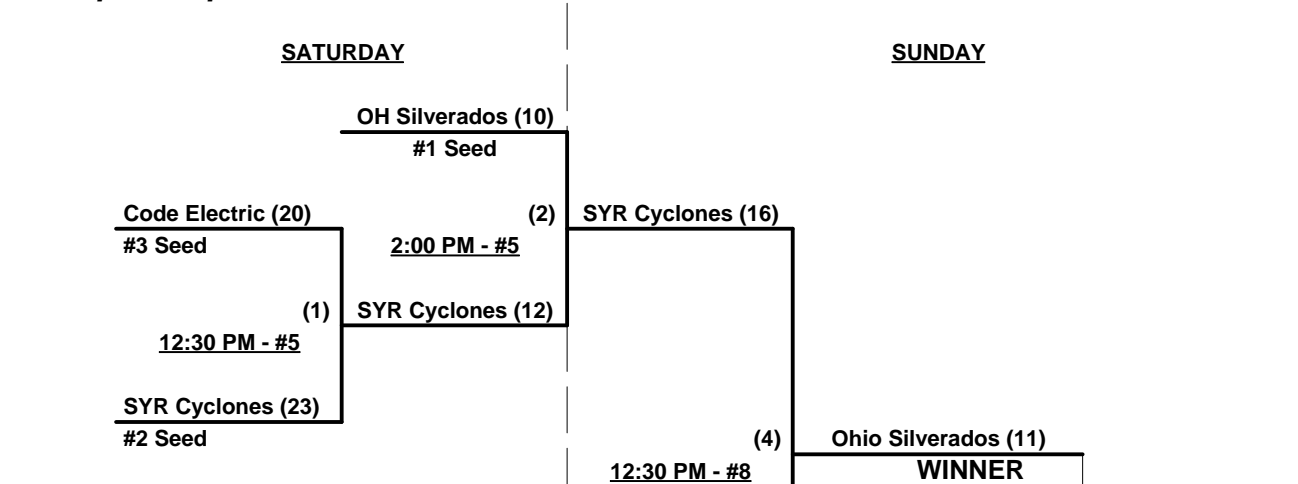 SATURDAY SUNDAY
OH Silverados (10)
#1 Seed
Code Electric (20) (2) SYR Cyclones (16)
#3 Seed 2:00 PM - #5
(1) SYR Cyclones (12)
12:30 PM - #5
SYR Cyclones (23)
#2 Seed (4) Ohio Silverados (11)
12:30 PM - #8 WINNER